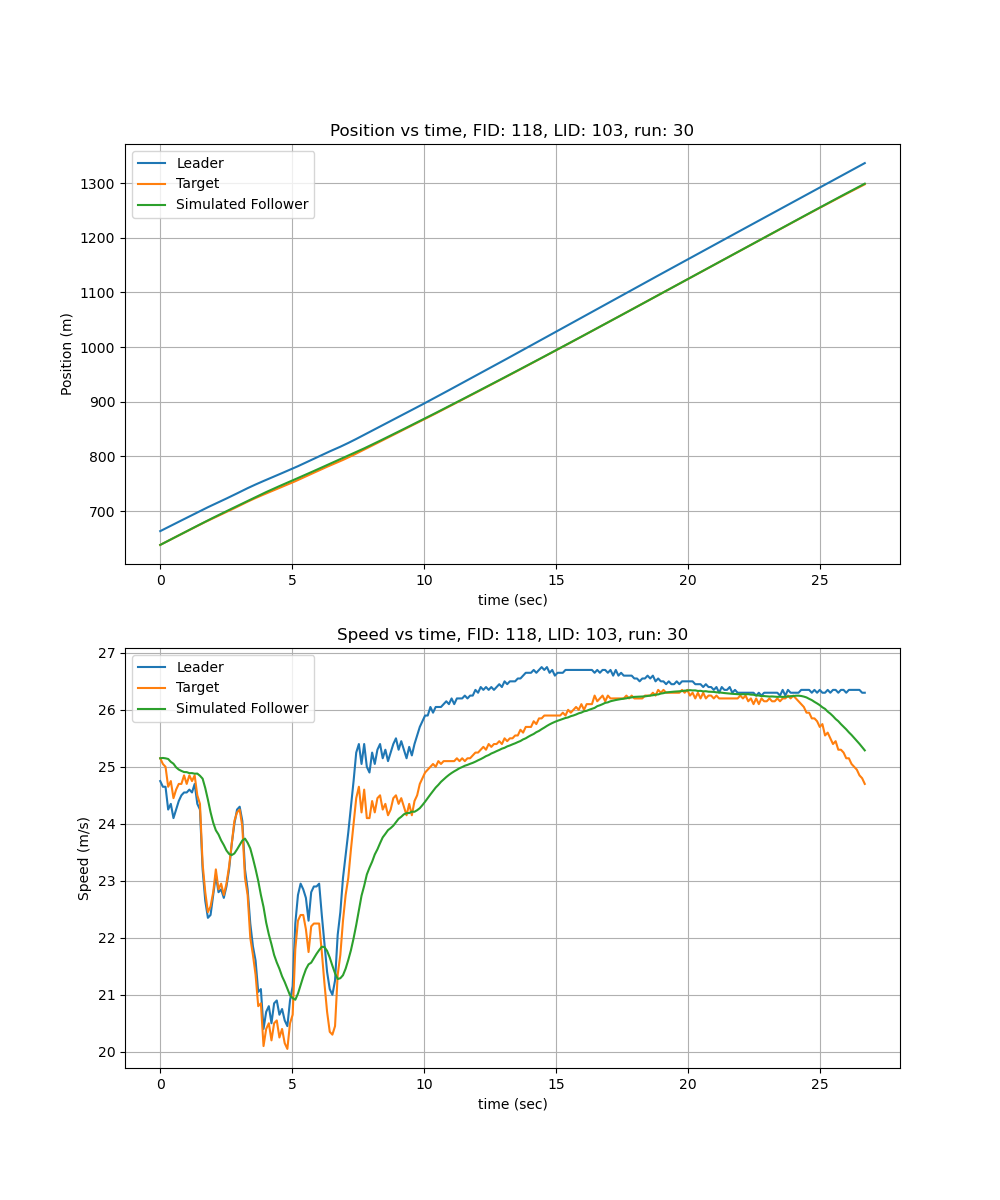 Position vs time, FID: 118, LID: 103, run: 30
Leader
Target
Simulated Follower
1300
1200
1100
1000
900
800
700
Position (m)
0 5 10 15 20 25
time (sec)
Speed vs time, FID: 118, LID: 103, run: 30
Leader
Target
Simulated Follower
27
26
25
24
23
22
21
20
Speed (m/s)
0 5 10 15 20 25
time (sec)